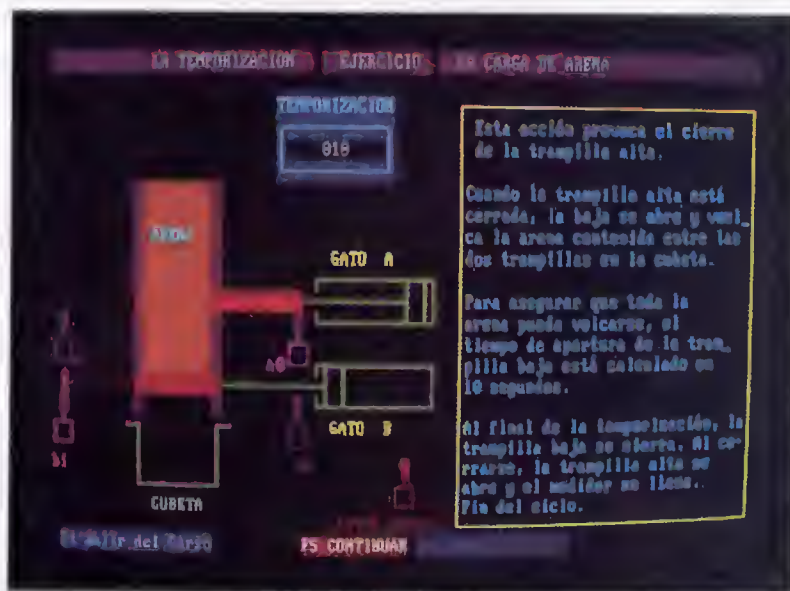 LA TEMPORIZACION EJERCICIO LA CARGA DE ARENA
TEMPORIZACION
010
ARENA
GATO A
A0
GATO B
b1
CUBETA
Esta acción provoca el cierre
de la trampilla alta.
Cuando la trampilla alta está
cerrada, la baja se abre y vuel_
ca la arena contenida entre las
dos trampillas en la cubeta.
Para asegurar que toda la
arena pueda volcarse, el
tiempo de apertura de la tram_
pilla baja está calculado en
10 segundos.
Al final de la temporización, la
trampilla baja se cierra. Al ce-
rrarse, la trampilla alta se
abre y el medidor se llena.
Fin del ciclo.
salir del
F5 CONTINUAR